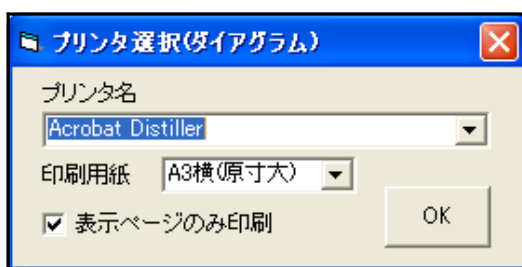 プリンタ選択(ダイアグラム)
プリンタ名
Acrobat Distiller
印刷用紙 A3横(原寸大)
表示ページのみ印刷
OK